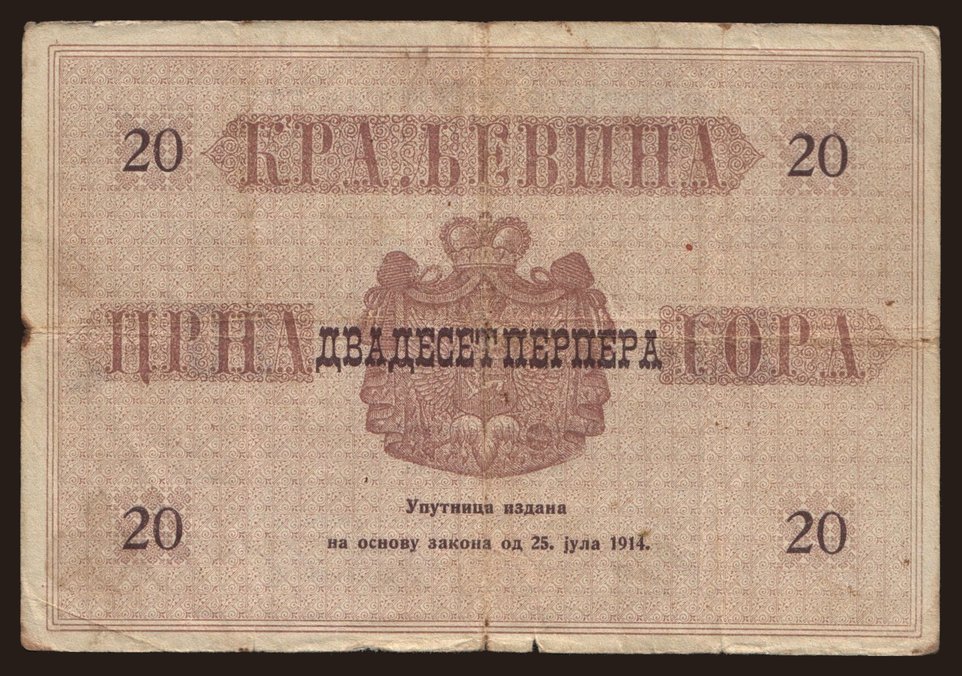 20 КРАЉЕВИНА 20
ЦРНА ДВАДЕСЕТ ПЕРПЕРА ГОРА
Упутница издана
на основу закона од 25. јула 1914.
20 20